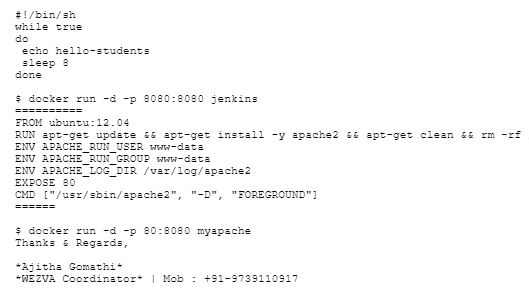 #!/bin/sh
while true
do
echo hello-students
sleep 8
done
$ docker run -d -p 8080:8080 jenkins
==========
FROM ubuntu:12.04
RUN apt-get update && apt-get install -y apache2 && apt-get clean && rm -rf
ENV APACHE_RUN_USER www-data
ENV APACHE_RUN_GROUP www-data
ENV APACHE_LOG_DIR /var/log/apache2
EXPOSE 80
CMD ["/usr/sbin/apache2", "-D", "FOREGROUND"]
======
$ docker run -d -p 80:8080 myapache
Thanks & Regards,
*Ajitha Gomathi*
*WEZVA Coordinator* | Mob : +91-9739110917